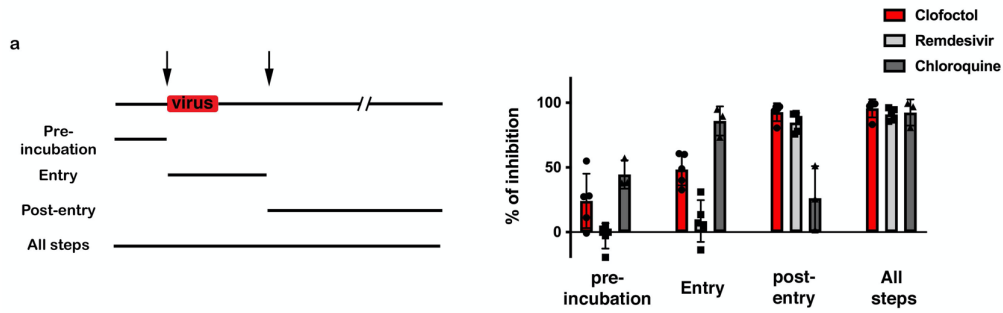 a
virus
Pre-
incubation
Entry
Post-entry
All steps
Clofoctol
Remdesivir
Chloroquine
% of inhibition
100
50
0
pre-
incubation
Entry
post-
entry
All
steps